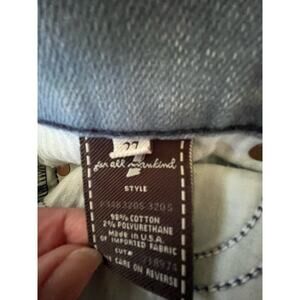 27
7
for all mankind
STYLE
98% COTTON
2% POLYURETHANE
MADE IN U.S.A.
OF IMPORTED FABRIC
CUT#
CARE ON REVERSE